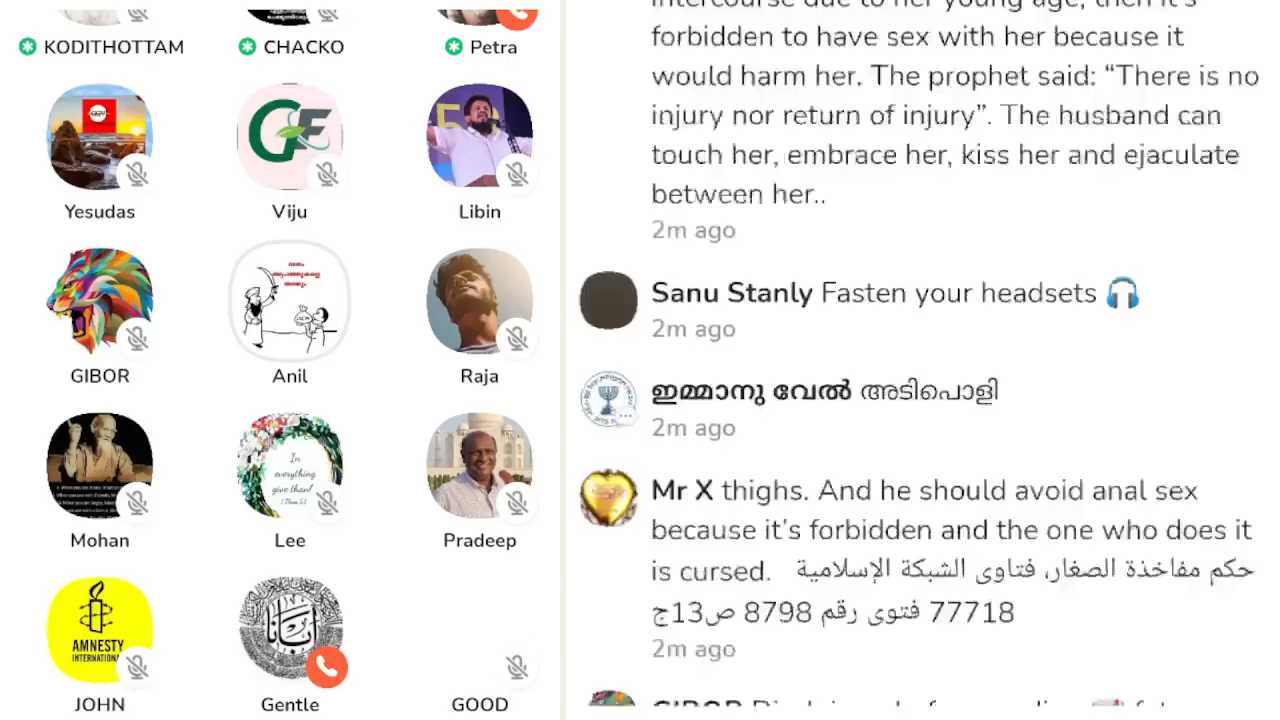 KODITHOTTAM
CHACKO
Petra
GF
Yesudas
Viju
Libin
GIBOR
Anil
Raja
In
everything
give thanks
Mohan
Lee
Pradeep
AMNESTY
INTERNATIONAL
JOHN
Gentle
GOOD
forbidden to have sex with her because it
would harm her. The prophet said: “There is no
injury nor return of injury”. The husband can
touch her, embrace her, kiss her and ejaculate
between her..
2m ago
Sanu Stanly Fasten your headsets 🎧
2m ago
ഇമ്മാനു വേൽ അടിപൊളി
2m ago
Mr X thighs. And he should avoid anal sex
because it's forbidden and the one who does it
is cursed. حكم مفاخذة الصغار، فتاوى الشبكة الإسلامية
77718 فتوى رقم 8798 ص13ج
2m ago